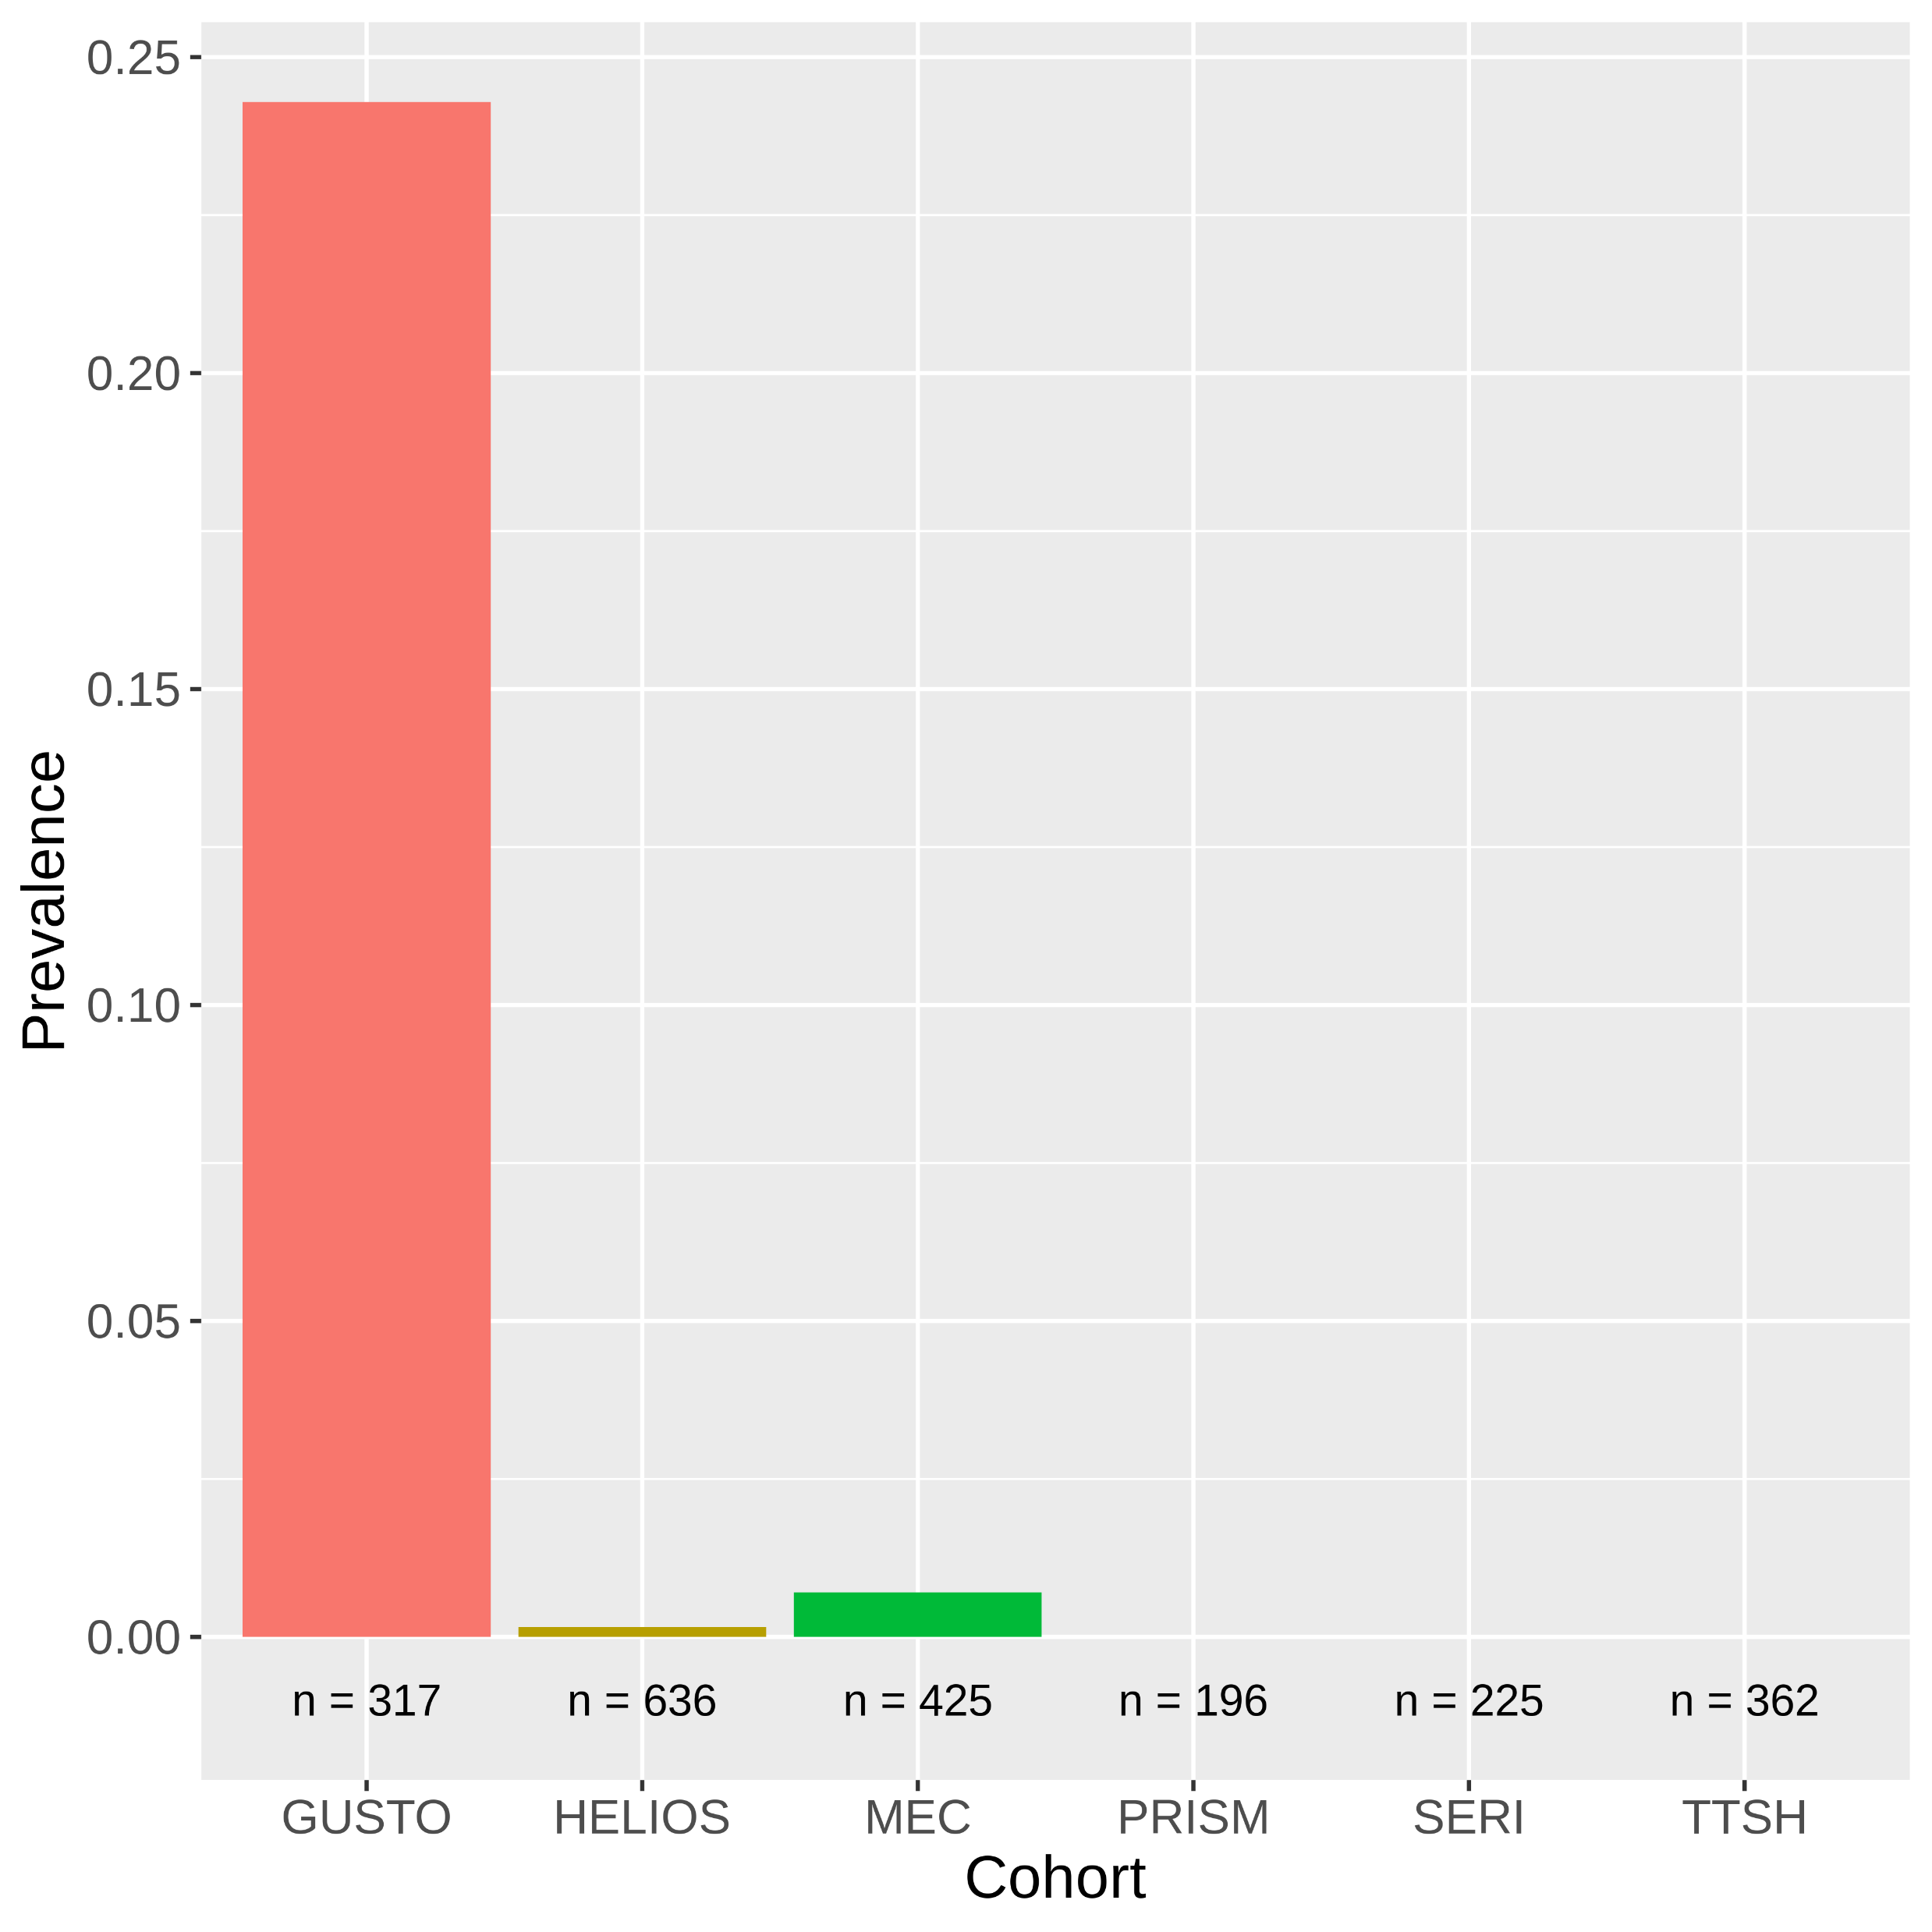 Prevalence
0.25
0.20
0.15
0.10
0.05
0.00
n = 317 n = 636 n = 425 n = 196 n = 225 n = 362
GUSTO HELIOS MEC PRISM SERI TTSH
Cohort